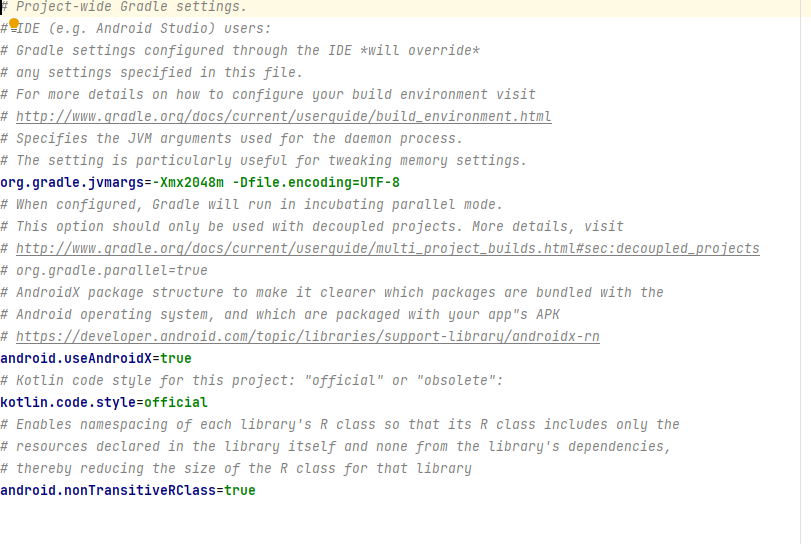 # Project-wide Gradle settings.
# IDE (e.g. Android Studio) users:
# Gradle settings configured through the IDE *will override*
# any settings specified in this file.
# For more details on how to configure your build environment visit
# http://www.gradle.org/docs/current/userguide/build_environment.html
# Specifies the JVM arguments used for the daemon process.
# The setting is particularly useful for tweaking memory settings.
org.gradle.jvmargs=-Xmx2048m -Dfile.encoding=UTF-8
# When configured, Gradle will run in incubating parallel mode.
# This option should only be used with decoupled projects. More details, visit
# http://www.gradle.org/docs/current/userguide/multi_project_builds.html#sec:decoupled_projects
# org.gradle.parallel=true
# AndroidX package structure to make it clearer which packages are bundled with the
# Android operating system, and which are packaged with your app"s APK
# https://developer.android.com/topic/libraries/support-library/androidx-rn
android.useAndroidX=true
# Kotlin code style for this project: "official" or "obsolete":
kotlin.code.style=official
# Enables namespacing of each library's R class so that its R class includes only the
# resources declared in the library itself and none from the library's dependencies,
# thereby reducing the size of the R class for that library
android.nonTransitiveRClass=true